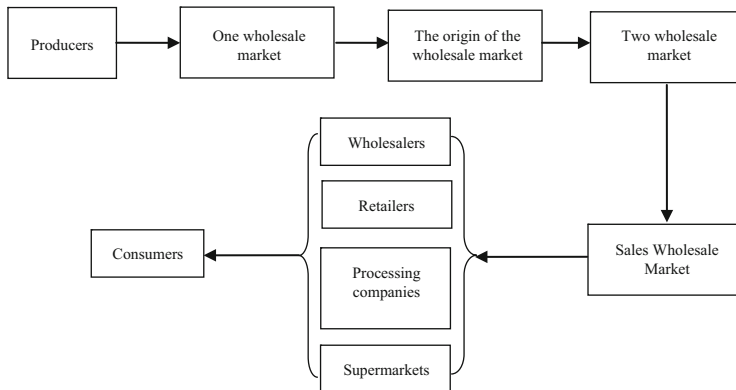 Producers
One wholesale
market
The origin of the
wholesale market
Two wholesale
market
Wholesalers
Retailers
Consumers
Processing
companies
Supermarkets
Sales Wholesale
Market